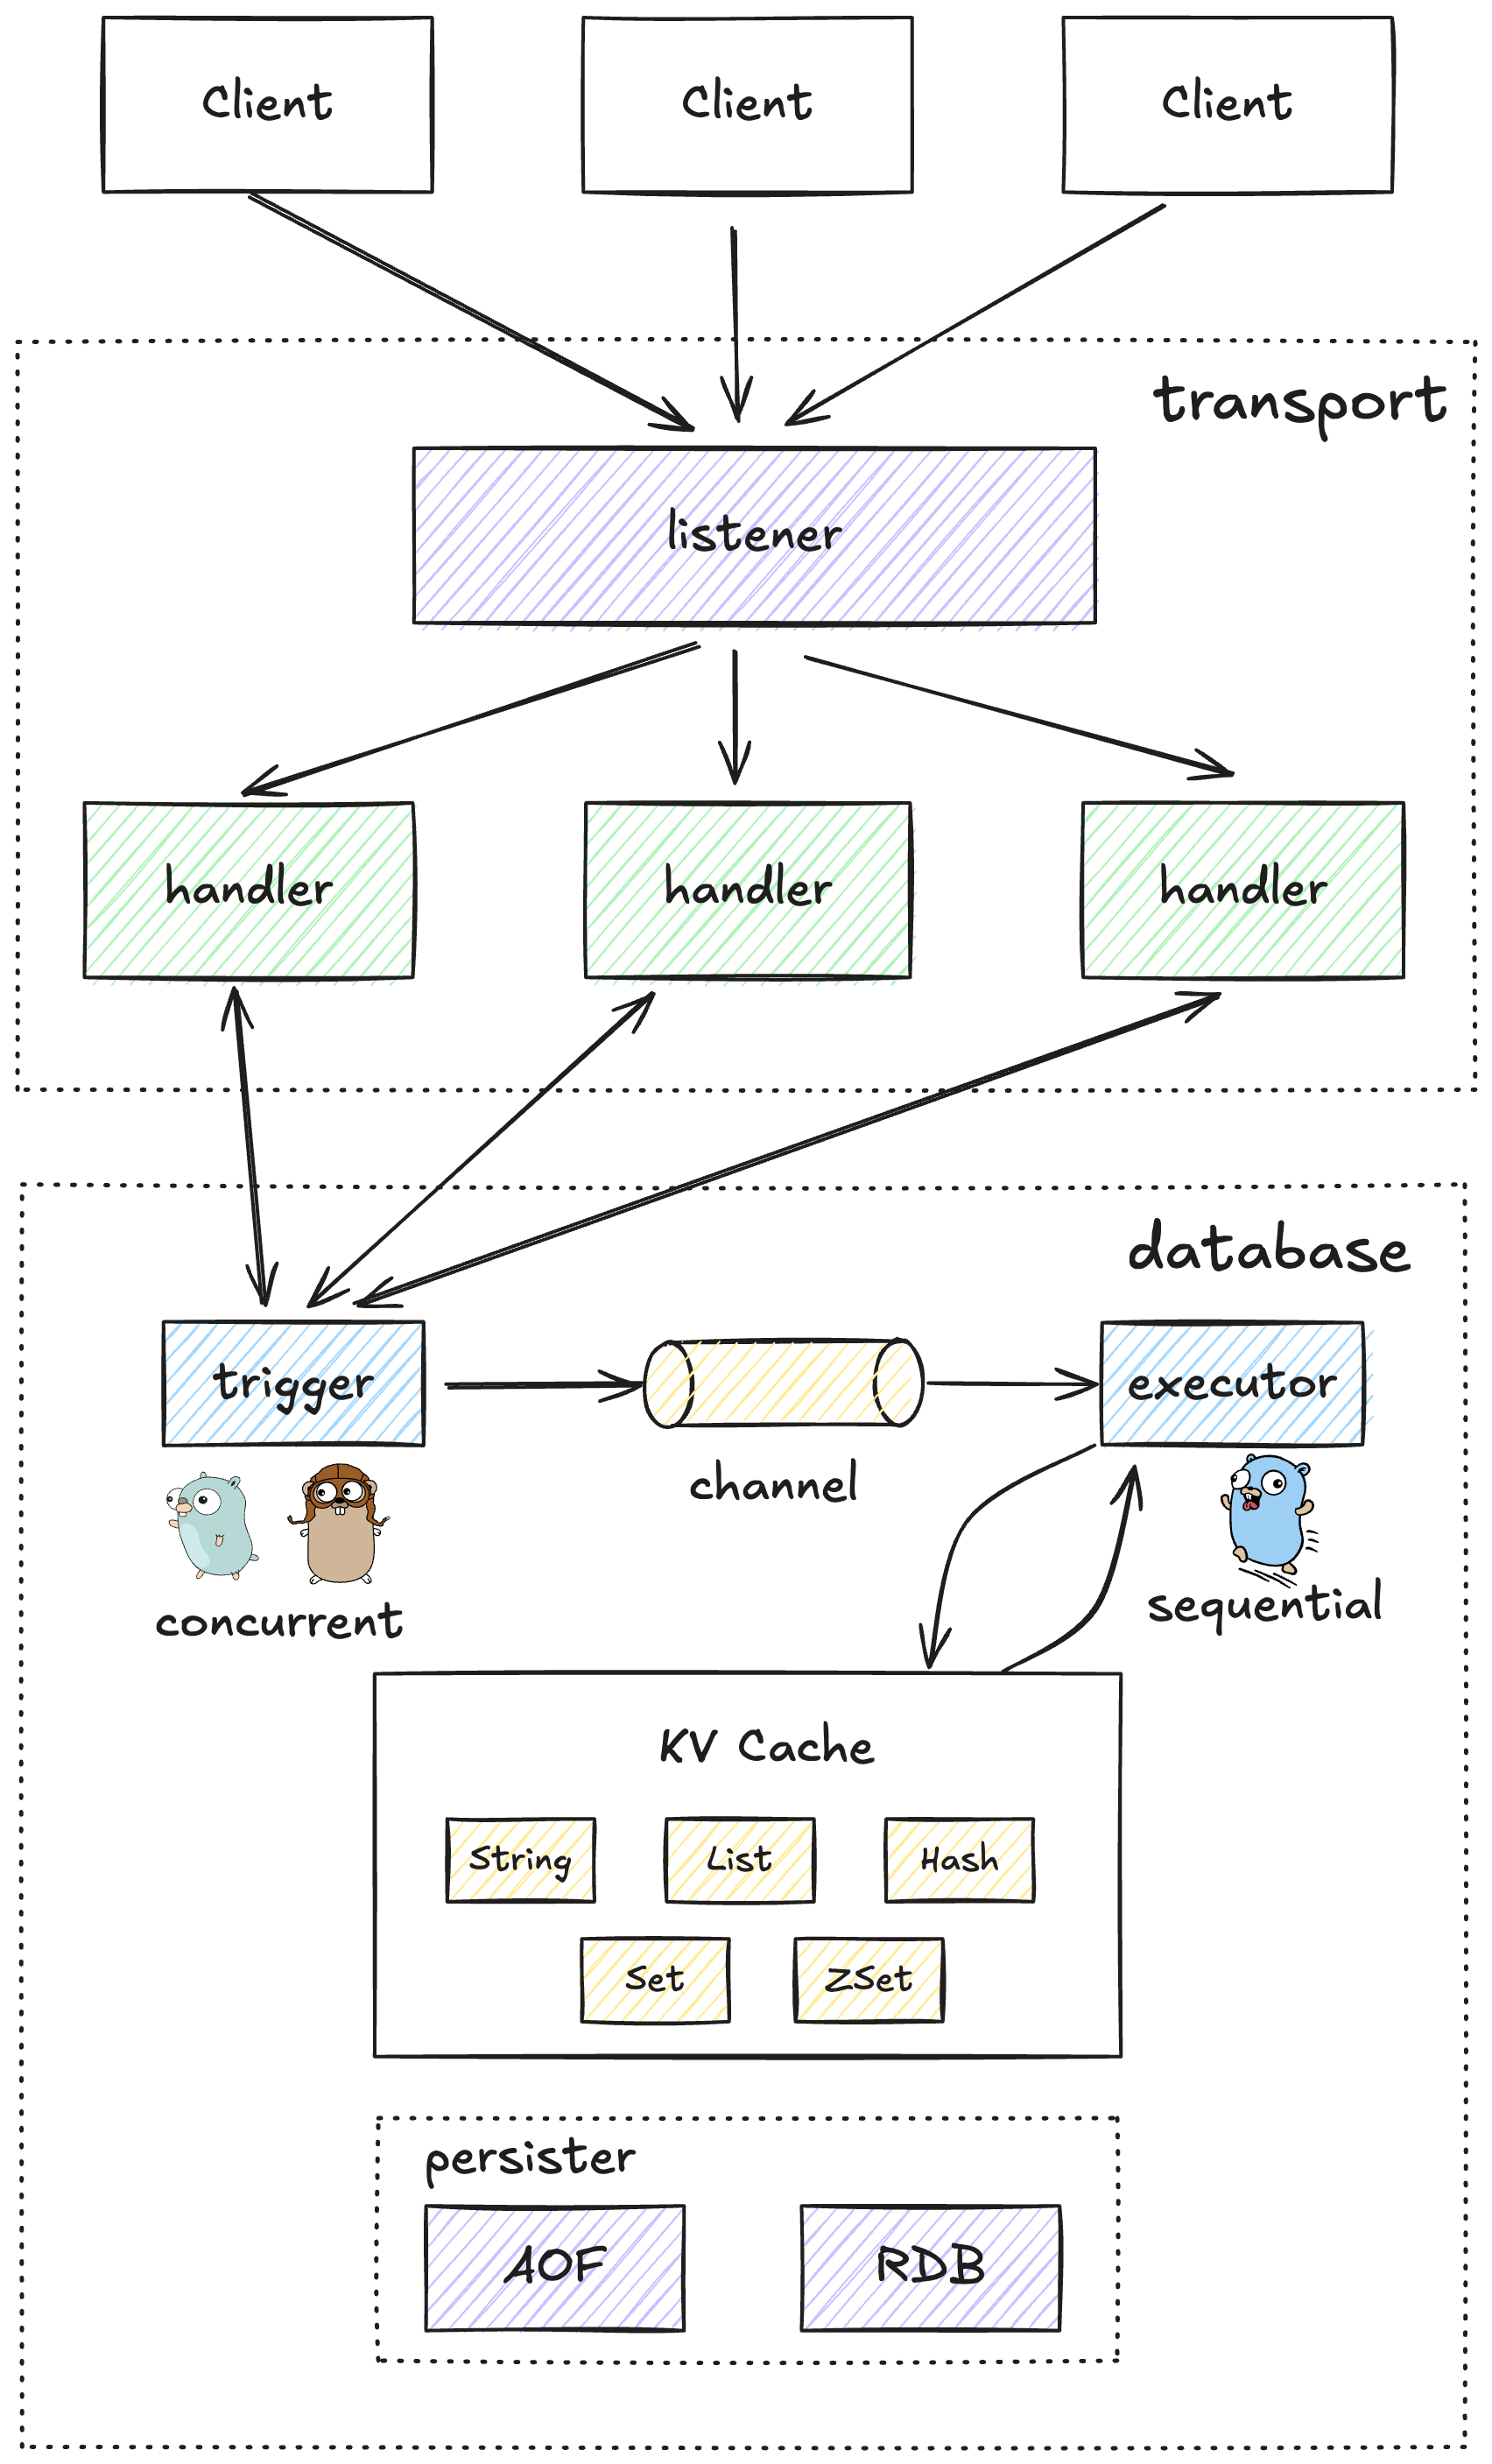 Client
Client
Client
transport
listener
handler
handler
handler
database
trigger
executor
channel
concurrent
sequential
KV Cache
String
List
Hash
Set
ZSet
persister
AOF
RDB